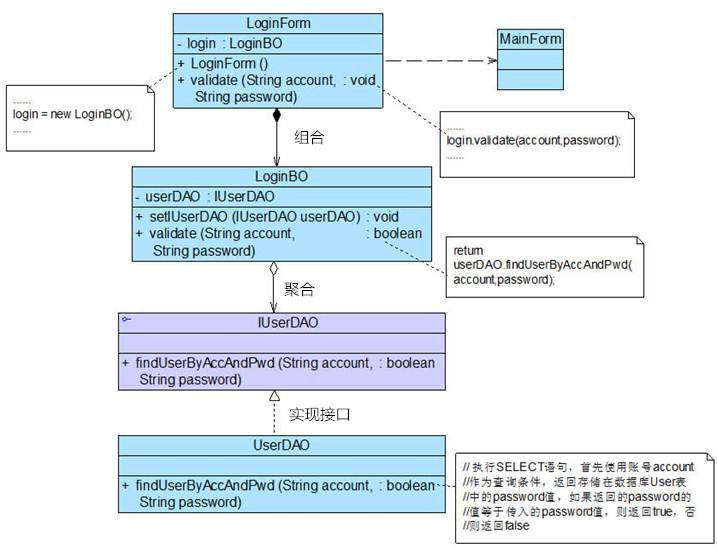 LoginForm
- login : LoginBO
+ LoginForm ()
+ validate (String account, : void
String password)
MainForm
......
login = new LoginBO();
......
......
login.validate(account,password);
......
组合
LoginBO
- userDAO : IUserDAO
+ setIUserDAO (IUserDAO userDAO) : void
+ validate (String account, : boolean
String password)
return
userDAO.findUserByAccAndPwd(
account,password);
聚合
IUserDAO
+ findUserByAccAndPwd (String account, : boolean
String password)
实现接口
UserDAO
+ findUserByAccAndPwd (String account, : boolean
String password)
// 执行SELECT语句，首先使用账号account
//作为查询条件，返回存储在数据库User表
//中的password值，如果返回的password的
//值等于传入的password值，则返回true，否
//则返回false